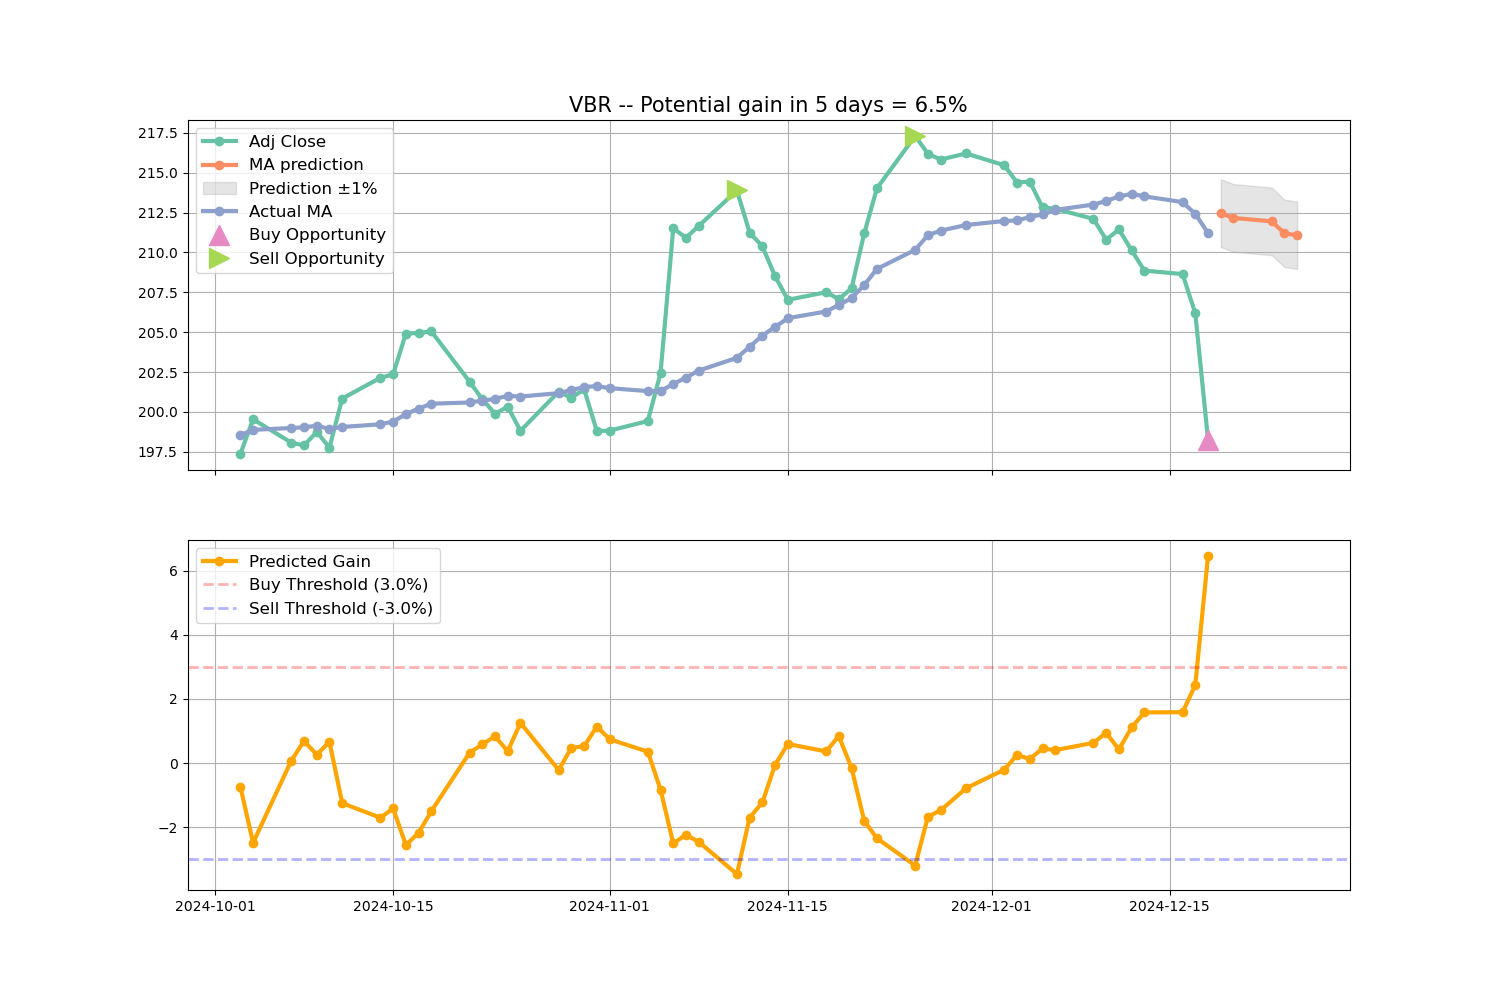 VBR -- Potential gain in 5 days = 6.5%
217.5
215.0
212.5
210.0
207.5
205.0
202.5
200.0
197.5
Adj Close
MA prediction
Prediction ±1%
Actual MA
Buy Opportunity
Sell Opportunity
6
4
2
0
−2
Predicted Gain
Buy Threshold (3.0%)
Sell Threshold (-3.0%)
2024-10-01 2024-10-15 2024-11-01 2024-11-15 2024-12-01 2024-12-15